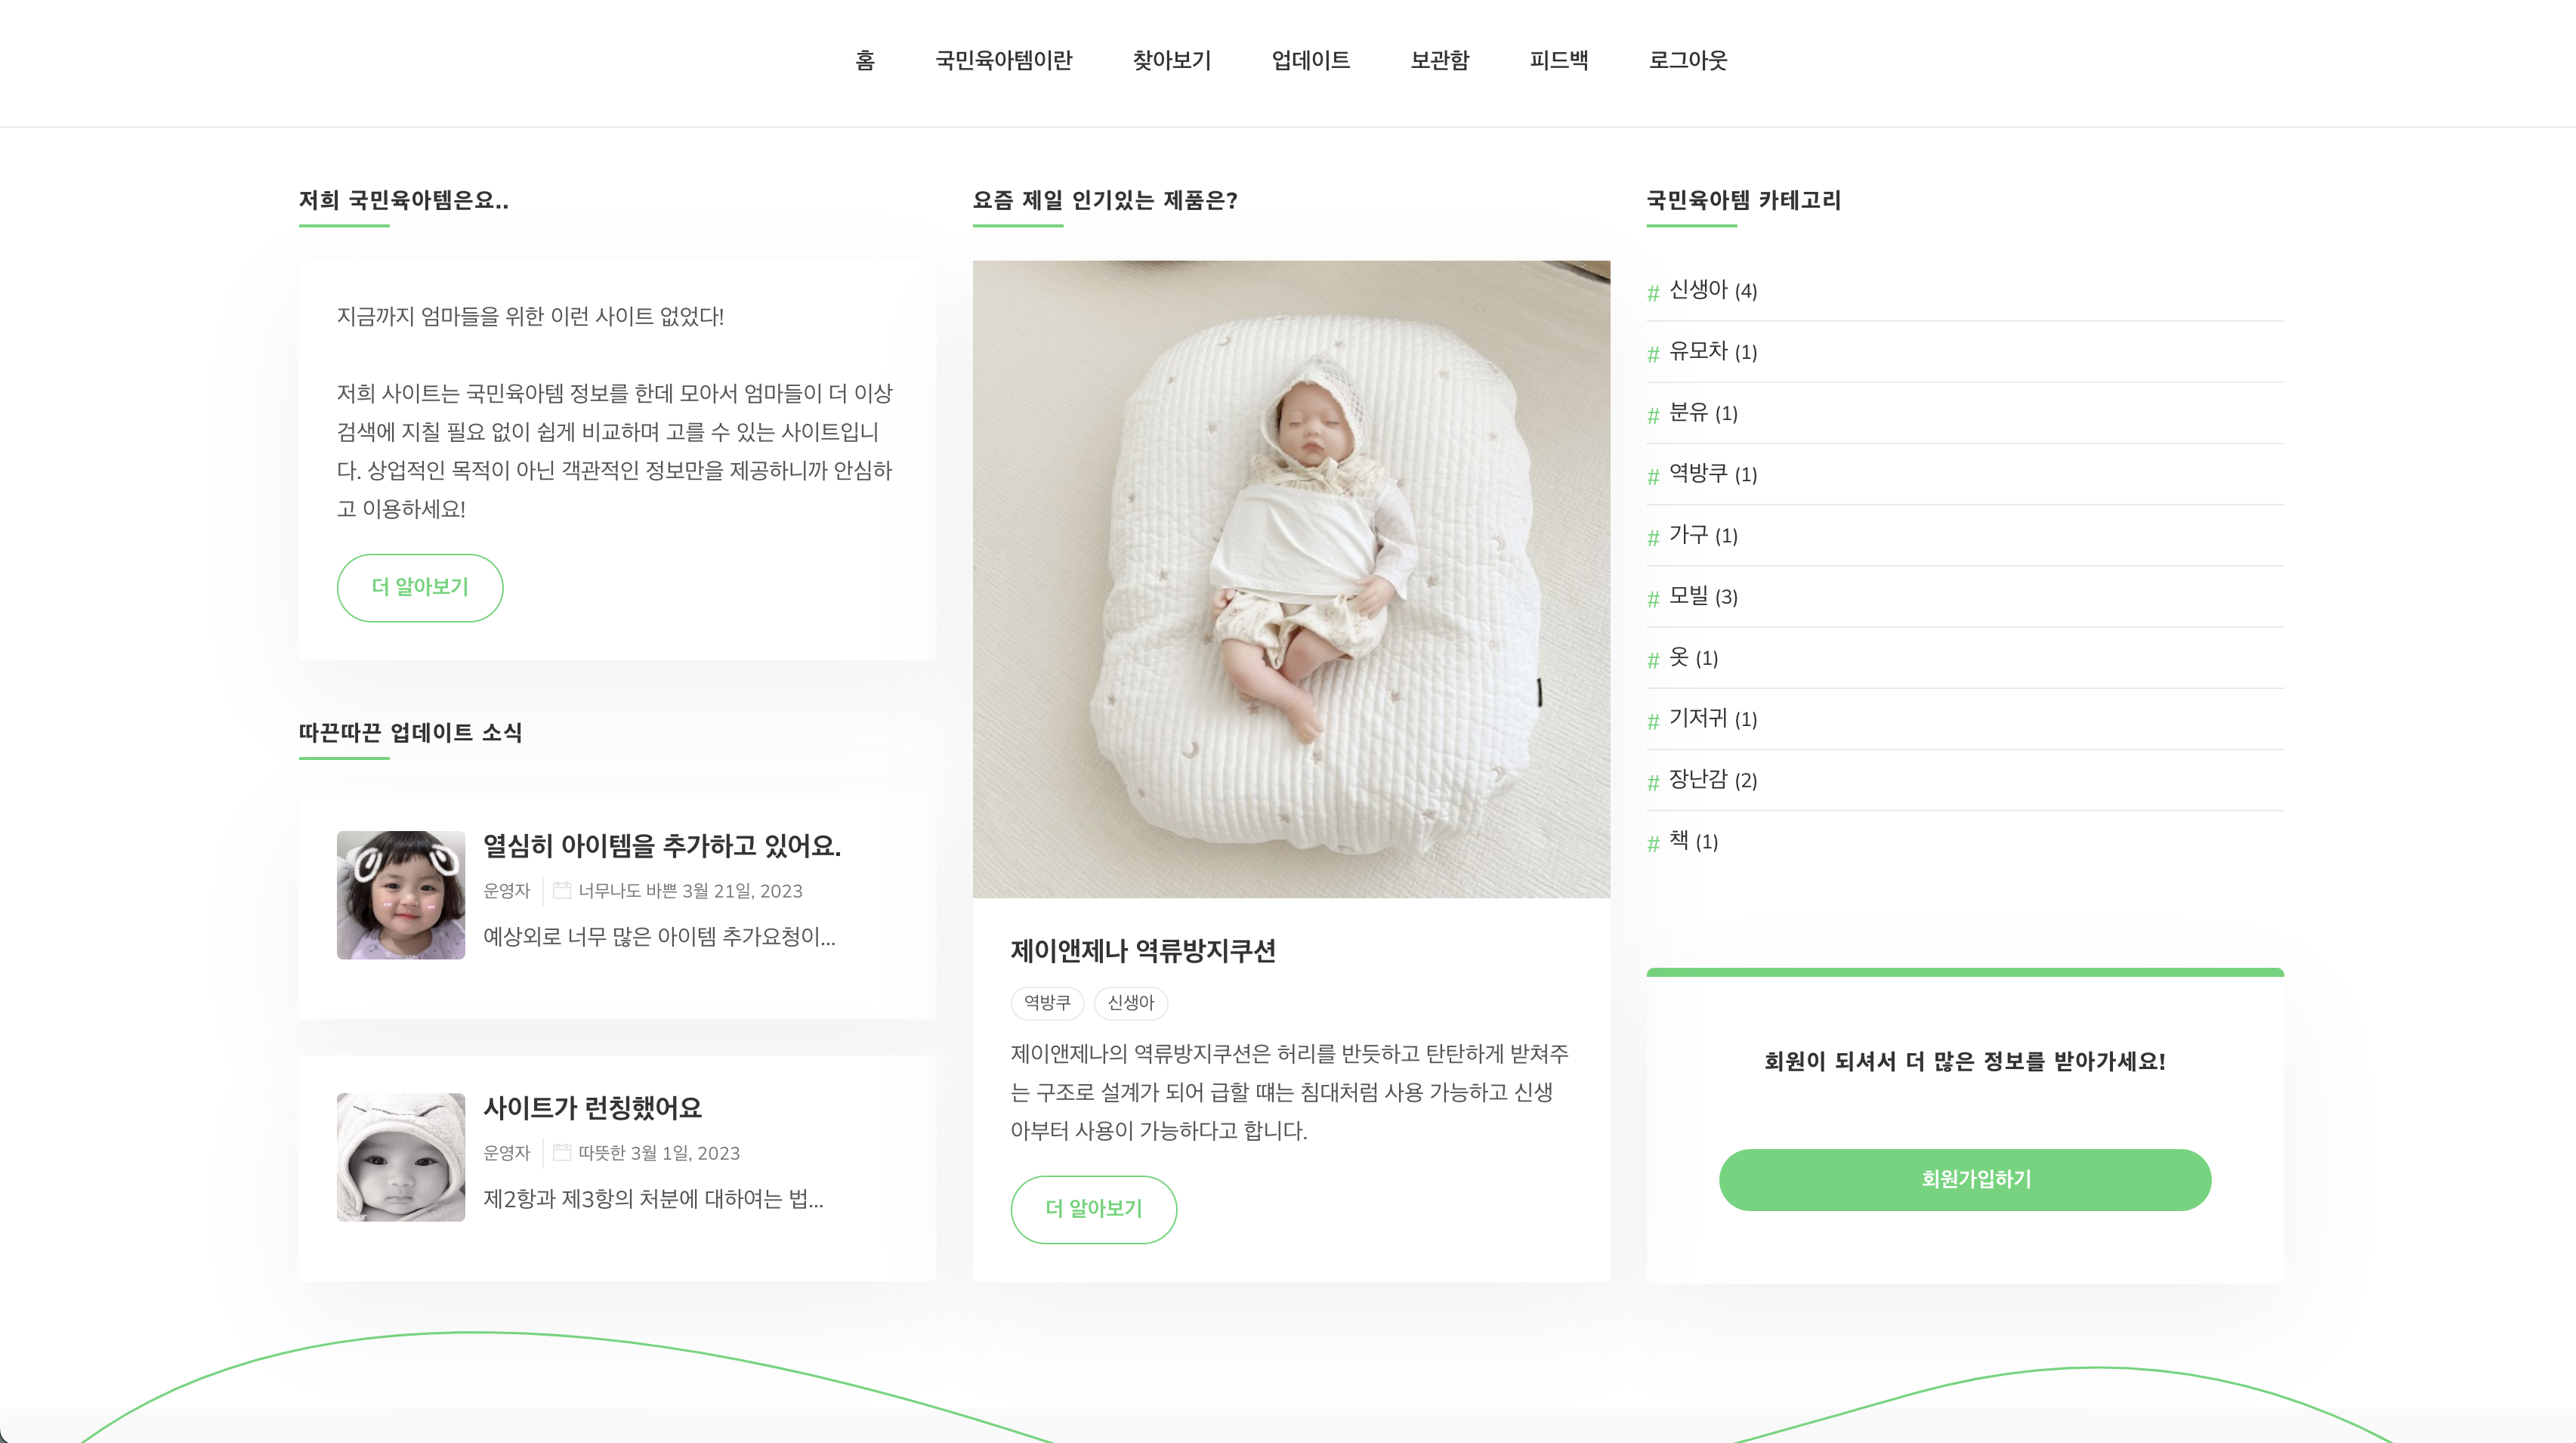 홈 국민육아템이란 찾아보기 업데이트 보관함 피드백 로그아웃
저희 국민육아템은요..
지금까지 엄마들을 위한 이런 사이트 없었다!
저희 사이트는 국민육아템 정보를 한데 모아서 엄마들이 더 이상
검색에 지칠 필요 없이 쉽게 비교하며 고를 수 있는 사이트입니
다. 상업적인 목적이 아닌 객관적인 정보만을 제공하니까 안심하
고 이용하세요!
더 알아보기
따끈따끈 업데이트 소식
열심히 아이템을 추가하고 있어요.
운영자 너무나도 바쁜 3월 21일, 2023
예상외로 너무 많은 아이템 추가요청이...
사이트가 런칭했어요
운영자 따뜻한 3월 1일, 2023
제2항과 제3항의 처분에 대하여는 법...
요즘 제일 인기있는 제품은?
제이앤제나 역류방지쿠션
역방쿠 신생아
제이앤제나의 역류방지쿠션은 허리를 반듯하고 탄탄하게 받쳐주
는 구조로 설계가 되어 급할 떄는 침대처럼 사용 가능하고 신생
아부터 사용이 가능하다고 합니다.
더 알아보기
국민육아템 카테고리
# 신생아 (4)
# 유모차 (1)
# 분유 (1)
# 역방쿠 (1)
# 가구 (1)
# 모빌 (3)
# 옷 (1)
# 기저귀 (1)
# 장난감 (2)
# 책 (1)
회원이 되셔서 더 많은 정보를 받아가세요!
회원가입하기